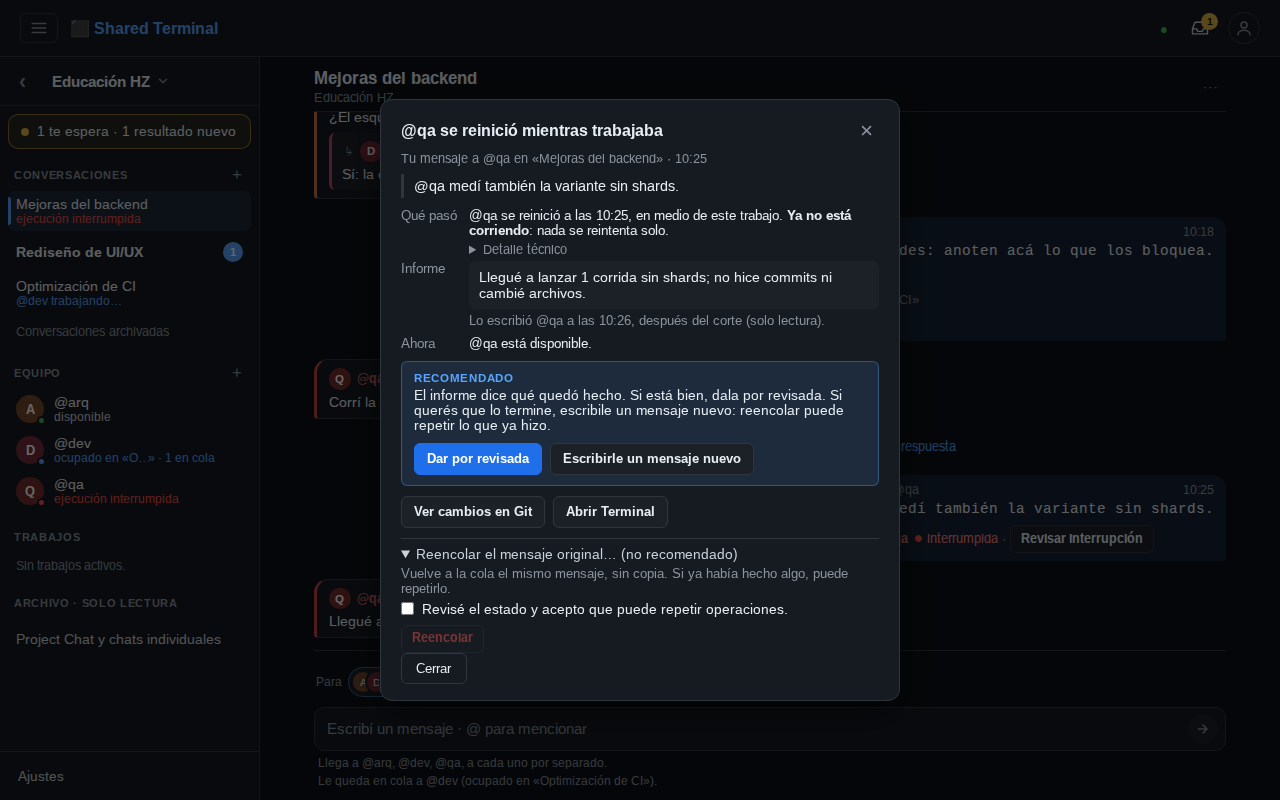 Shared Terminal
1
Educación HZ
1 te espera · 1 resultado nuevo
CONVERSACIONES
Mejoras del backend
ejecución interrumpida
Rediseño de UI/UX
1
Optimización de CI
@dev trabajando…
Conversaciones archivadas
EQUIPO
A
@arq
disponible
D
@dev
ocupado en «O…» · 1 en cola
Q
@qa
ejecución interrumpida
TRABAJOS
Sin trabajos activos.
ARCHIVO · SOLO LECTURA
Project Chat y chats individuales
Ajustes
Mejoras del backend
Educación HZ
D
10:18
des: anoten acá lo que los bloquea.
CI»
Q
Corrí la
respuesta
@qa
10:25
edí también la variante sin shards.
Interrumpida ·
Revisar interrupción
Q
@qa se reinició mientras trabajaba
Tu mensaje a @qa en «Mejoras del backend» · 10:25
@qa medí también la variante sin shards.
Qué pasó
@qa se reinició a las 10:25, en medio de este trabajo. Ya no está
corriendo: nada se reintenta solo.
Detalle técnico
Informe
Llegué a lanzar 1 corrida sin shards; no hice commits ni
cambié archivos.
Lo escribió @qa a las 10:26, después del corte (solo lectura).
Ahora
@qa está disponible.
RECOMENDADO
El informe dice qué quedó hecho. Si está bien, dala por revisada. Si
querés que lo termine, escribile un mensaje nuevo: reencolar puede
repetir lo que ya hizo.
Dar por revisada
Escribirle un mensaje nuevo
Ver cambios en Git
Abrir Terminal
Reencolar el mensaje original… (no recomendado)
Vuelve a la cola el mismo mensaje, sin copia. Si ya había hecho algo, puede
repetirlo.
Revisé el estado y acepto que puede repetir operaciones.
Reencolar
Cerrar
Para
Escribí un mensaje · @ para mencionar
Llega a @arq, @dev, @qa, a cada uno por separado.
Le queda en cola a @dev (ocupado en «Optimización de CI»).